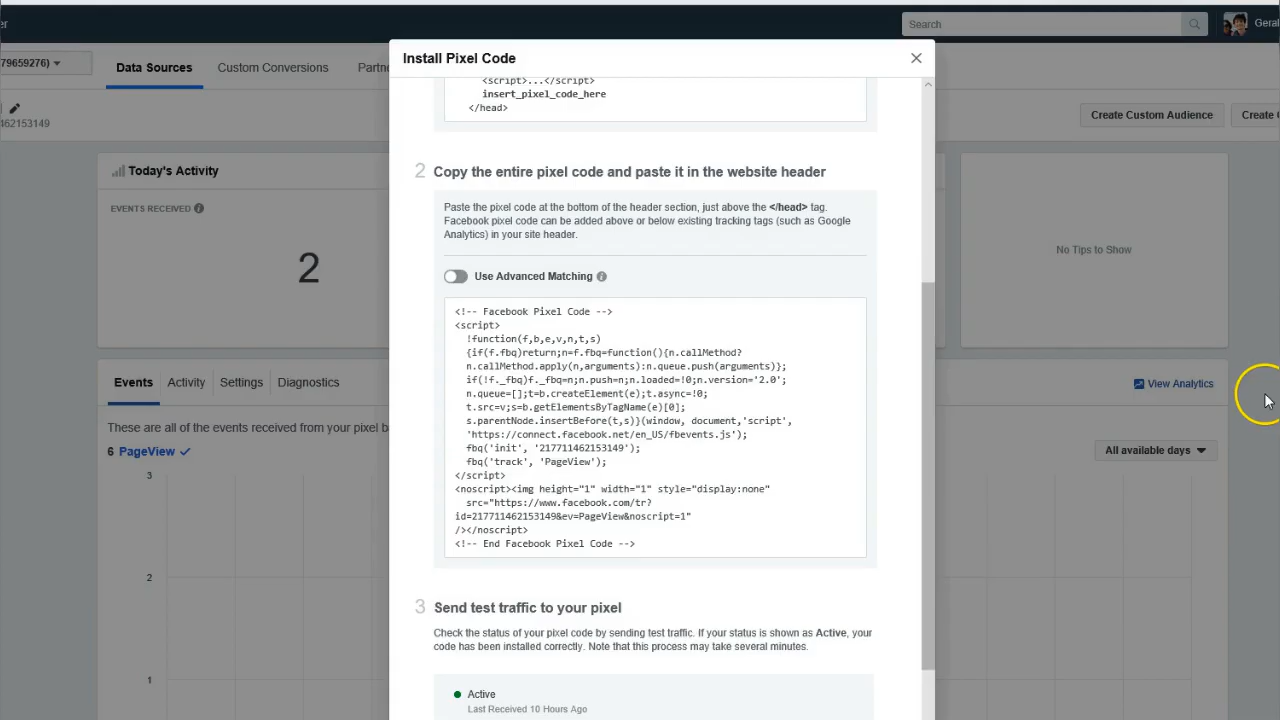 er
Search
Geral
79659276)
Data Sources
Custom Conversions
Partne
462153149
Create Custom Audience
Create C
Today's Activity
EVENTS RECEIVED
2
No Tips to Show
Events
Activity
Settings
Diagnostics
View Analytics
These are all of the events received from your pixel b
6 PageView
All available days
3
2
1
Install Pixel Code
<script>...</script>
insert_pixel_code_here
</head>
2 Copy the entire pixel code and paste it in the website header
Paste the pixel code at the bottom of the header section, just above the </head> tag.
Facebook pixel code can be added above or below existing tracking tags (such as Google
Analytics) in your site header.
Use Advanced Matching
<!-- Facebook Pixel Code -->
<script>
!function(f,b,e,v,n,t,s)
{if(f.fbq)return;n=f.fbq=function(){n.callMethod?
n.callMethod.apply(n,arguments):n.queue.push(arguments)};
if(!f._fbq)f._fbq=n;n.push=n;n.loaded=!0;n.version='2.0';
n.queue=[];t=b.createElement(e);t.async=!0;
t.src=v;s=b.getElementsByTagName(e)[0];
s.parentNode.insertBefore(t,s)}(window, document,'script',
'https://connect.facebook.net/en_US/fbevents.js');
fbq('init', '217711462153149');
fbq('track', 'PageView');
</script>
<noscript><img height="1" width="1" style="display:none"
src="https://www.facebook.com/tr?
id=217711462153149&ev=PageView&noscript=1"
/></noscript>
<!-- End Facebook Pixel Code -->
3 Send test traffic to your pixel
Check the status of your pixel code by sending test traffic. If your status is shown as Active, your
code has been installed correctly. Note that this process may take several minutes.
Active
Last Received 10 Hours Ago